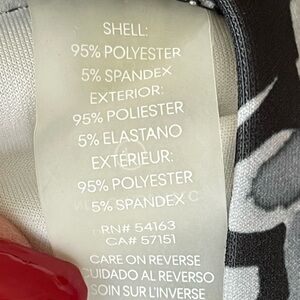 SHELL:
95% POLYESTER
5% SPANDEX
EXTERIOR:
95% POLIESTER
5% ELASTANO
EXTÉRIEUR:
95% POLYESTER
5% SPANDEX
RN# 54163
CA# 57151
CARE ON REVERSE
CUIDADO AL REVERSO
SOIN SUR L'INVERSE